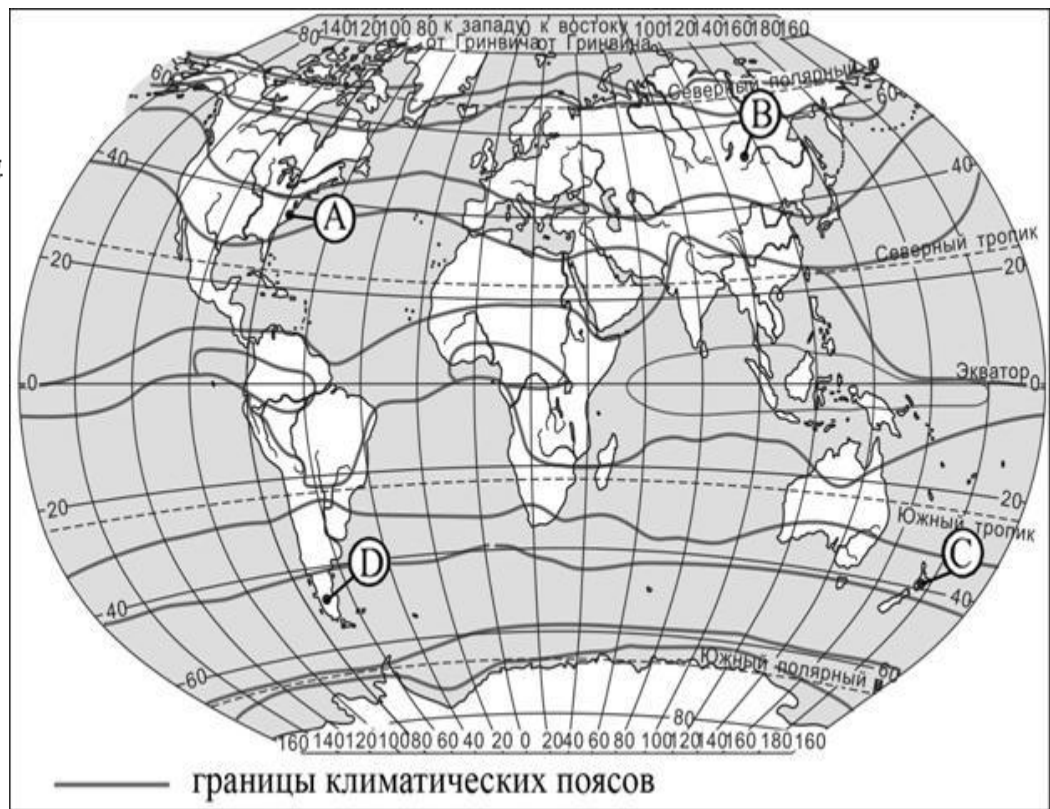 140 120 100 80 к западу 0 к востоку 100 120 140 160 180 160
80 от Гринвича от Гринвича
Северный полярный
60 60
B
40 40
A
Северный тропик
20 20
Экватор
0 0
20 20
Южный тропик
C
D
40 40
Южный полярный
60 60
80
160 140 120 100 80 60 40 20 0 20 40 60 80 100 120 140 160 180 160
границы климатических поясов